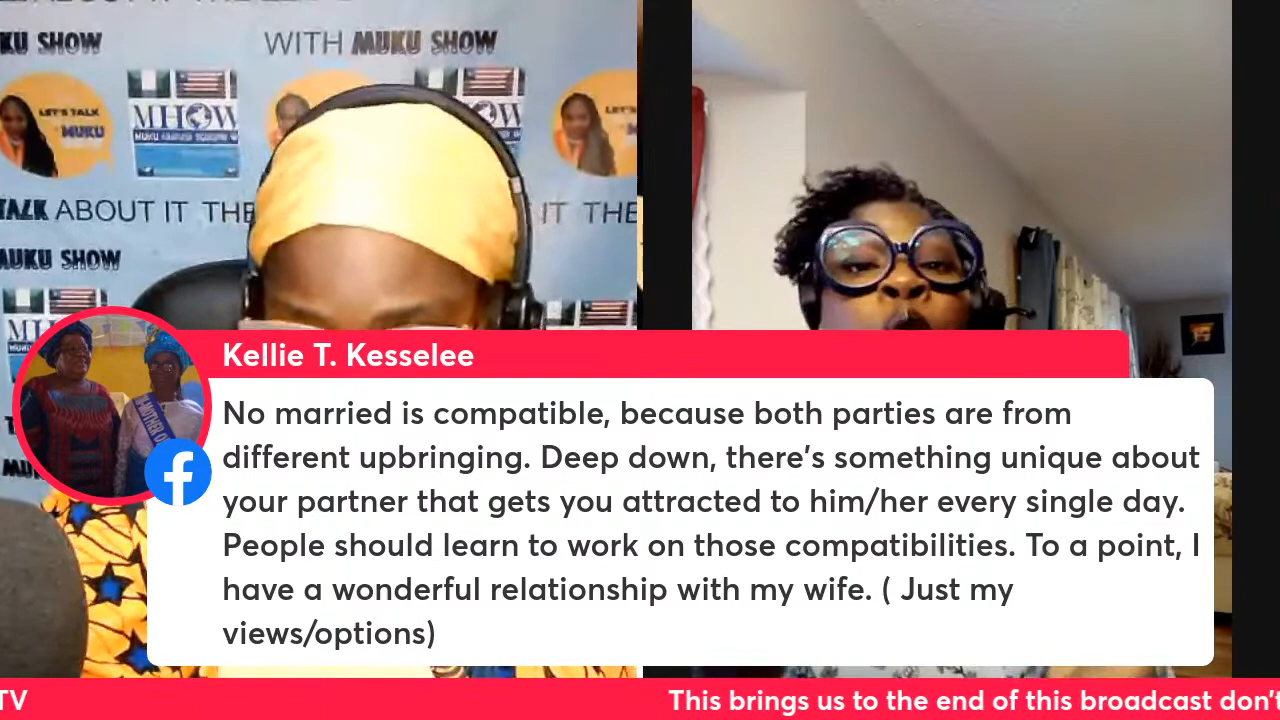 KU SHOW
WITH MUKU SHOW
LET'S TALK
MUKU
MHOW
TALK ABOUT IT THE
IT THE
MUKU SHOW
Kellie T. Kesselee
No married is compatible, because both parties are from
different upbringing. Deep down, there's something unique about
your partner that gets you attracted to him/her every single day.
People should learn to work on those compatibilities. To a point, I
have a wonderful relationship with my wife. ( Just my
views/options)
TV
This brings us to the end of this broadcast don't